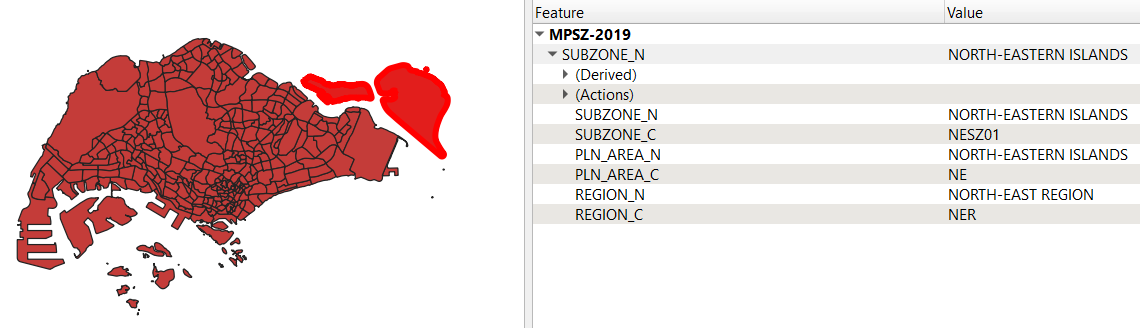 Feature Value
MPSZ-2019
SUBZONE_N NORTH-EASTERN ISLANDS
(Derived)
(Actions)
SUBZONE_N NORTH-EASTERN ISLANDS
SUBZONE_C NESZ01
PLN_AREA_N NORTH-EASTERN ISLANDS
PLN_AREA_C NE
REGION_N NORTH-EAST REGION
REGION_C NER